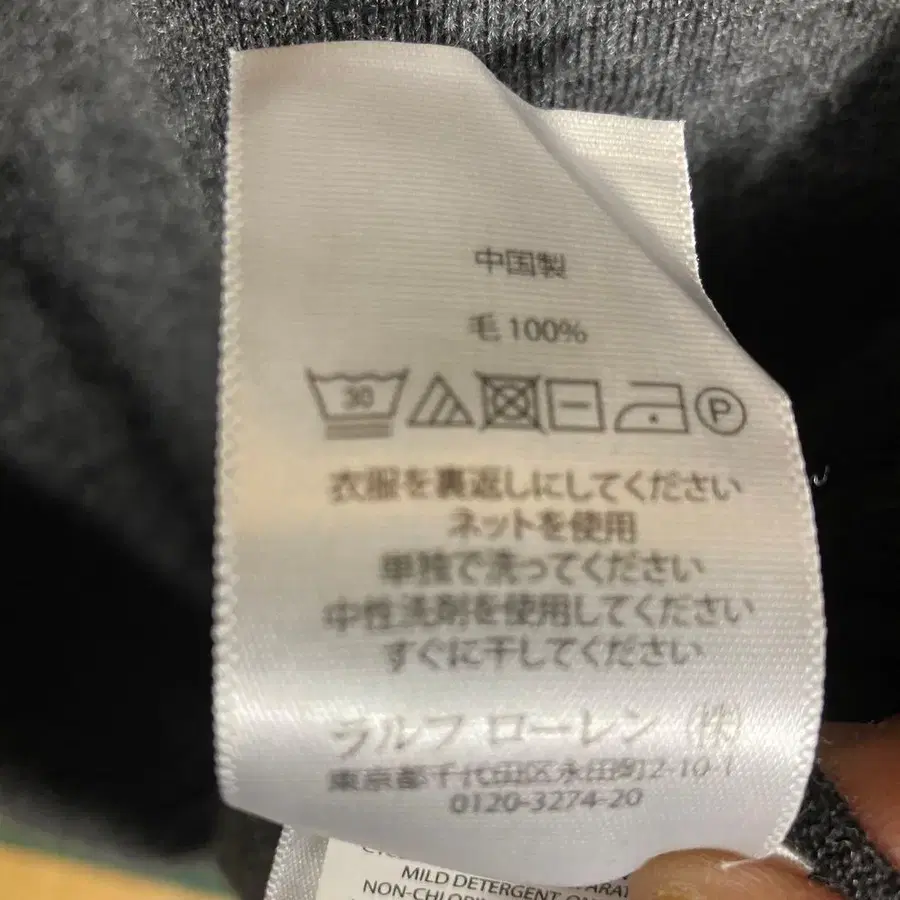 中国製
毛 100%
30
P
衣服を裏返しにしてください
ネットを使用
単独で洗ってください
中性洗剤を使用してください
すぐに干してください
ラルフ ローレン (株)
東京都千代田区永田町2-10-1
0120-3274-20
MILD DETERGENT